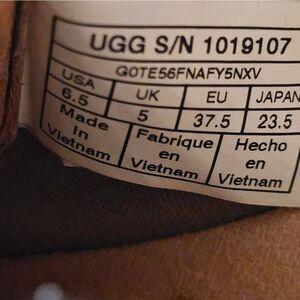 UGG S/N 1019107
G0TE56FNAFY5NXV
USA UK EU JAPAN
6.5 5 37.5 23.5
Made Fabrique Hecho
In en en
Vietnam Vietnam Vietnam